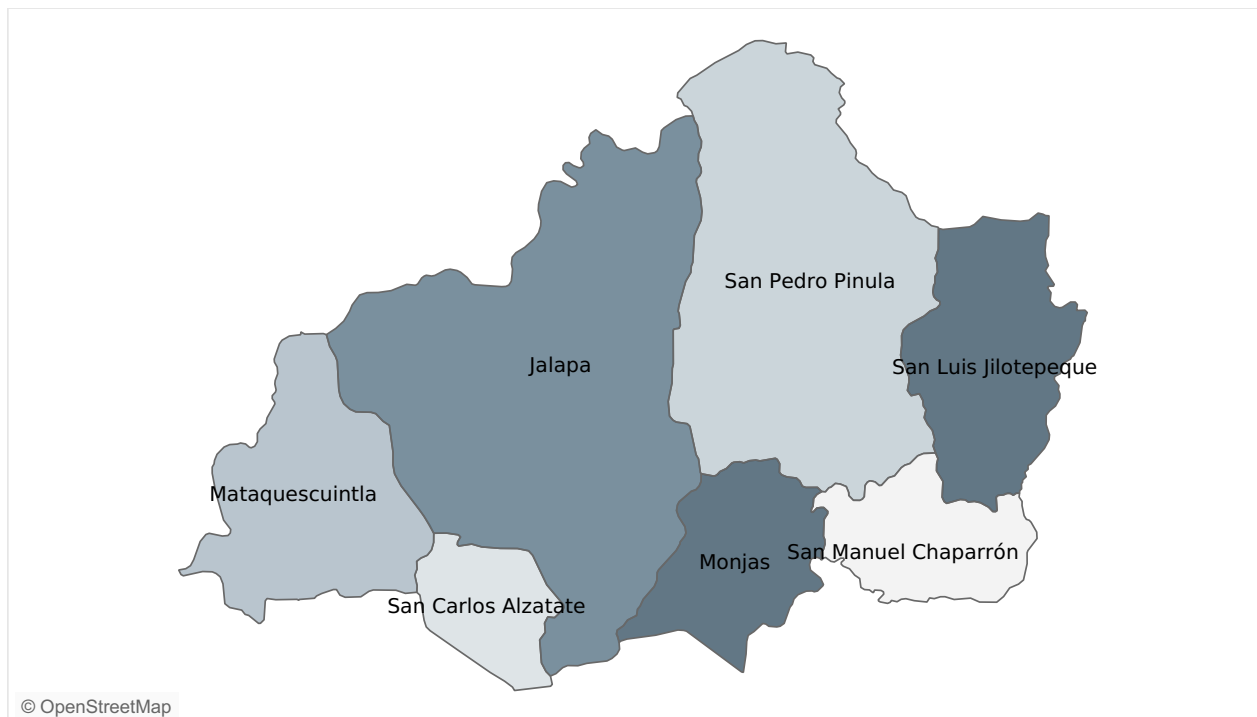 San Pedro Pinula
Jalapa
San Luis Jilotepeque
Mataquescuintla
San Manuel Chaparrón
Monjas
San Carlos Alzatate
© OpenStreetMap